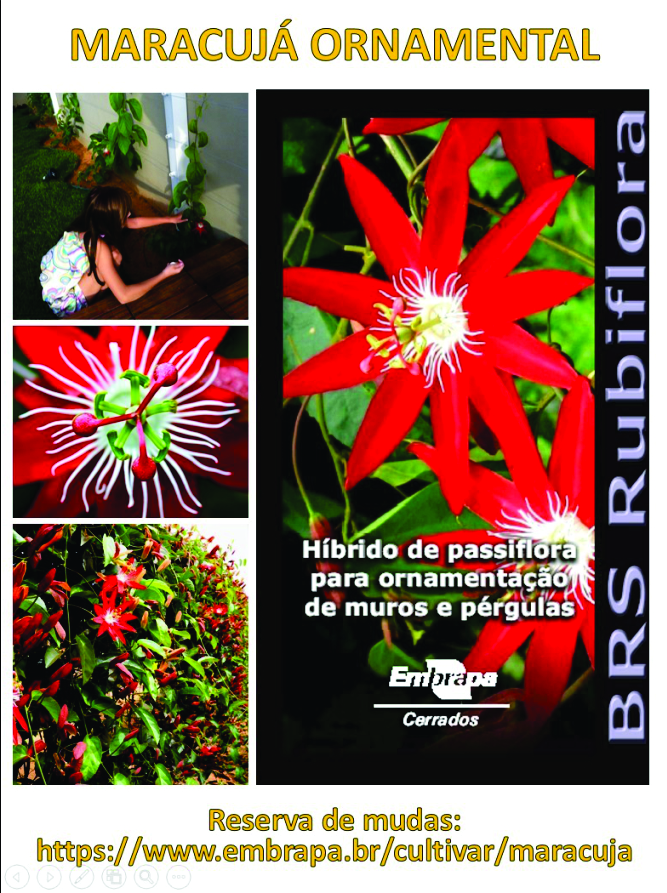 MARACUJÁ ORNAMENTAL
BRS Rubiflora
Híbrido de passiflora
para ornamentação
de muros e pérgulas
Embrapa
Cerrados
Reserva de mudas:
https://www.embrapa.br/cultivar/maracuja